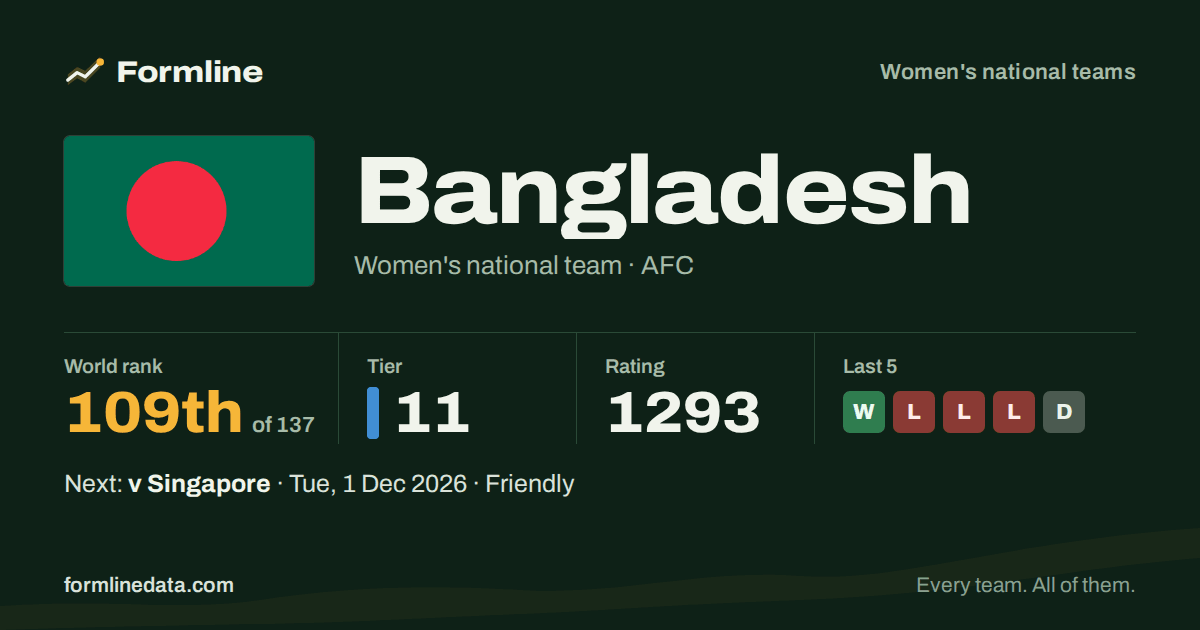 Formline
Women's national teams
Bangladesh
Women's national team · AFC
World rank
109th of 137
Tier
11
Rating
1293
Last 5
W L L L D
Next: v Singapore · Tue, 1 Dec 2026 · Friendly
formlinedata.com
Every team. All of them.